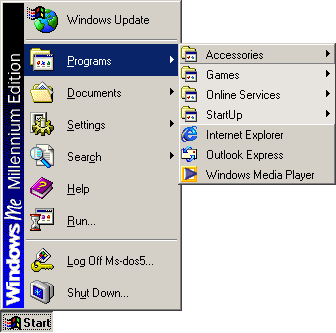 Windows Update
Programs
Documents
Settings
Search
Help
Run...
Log Off Ms-dos5...
Shut Down...
Windows Me Millennium Edition
Start
Accessories
Games
Online Services
StartUp
Internet Explorer
Outlook Express
Windows Media Player